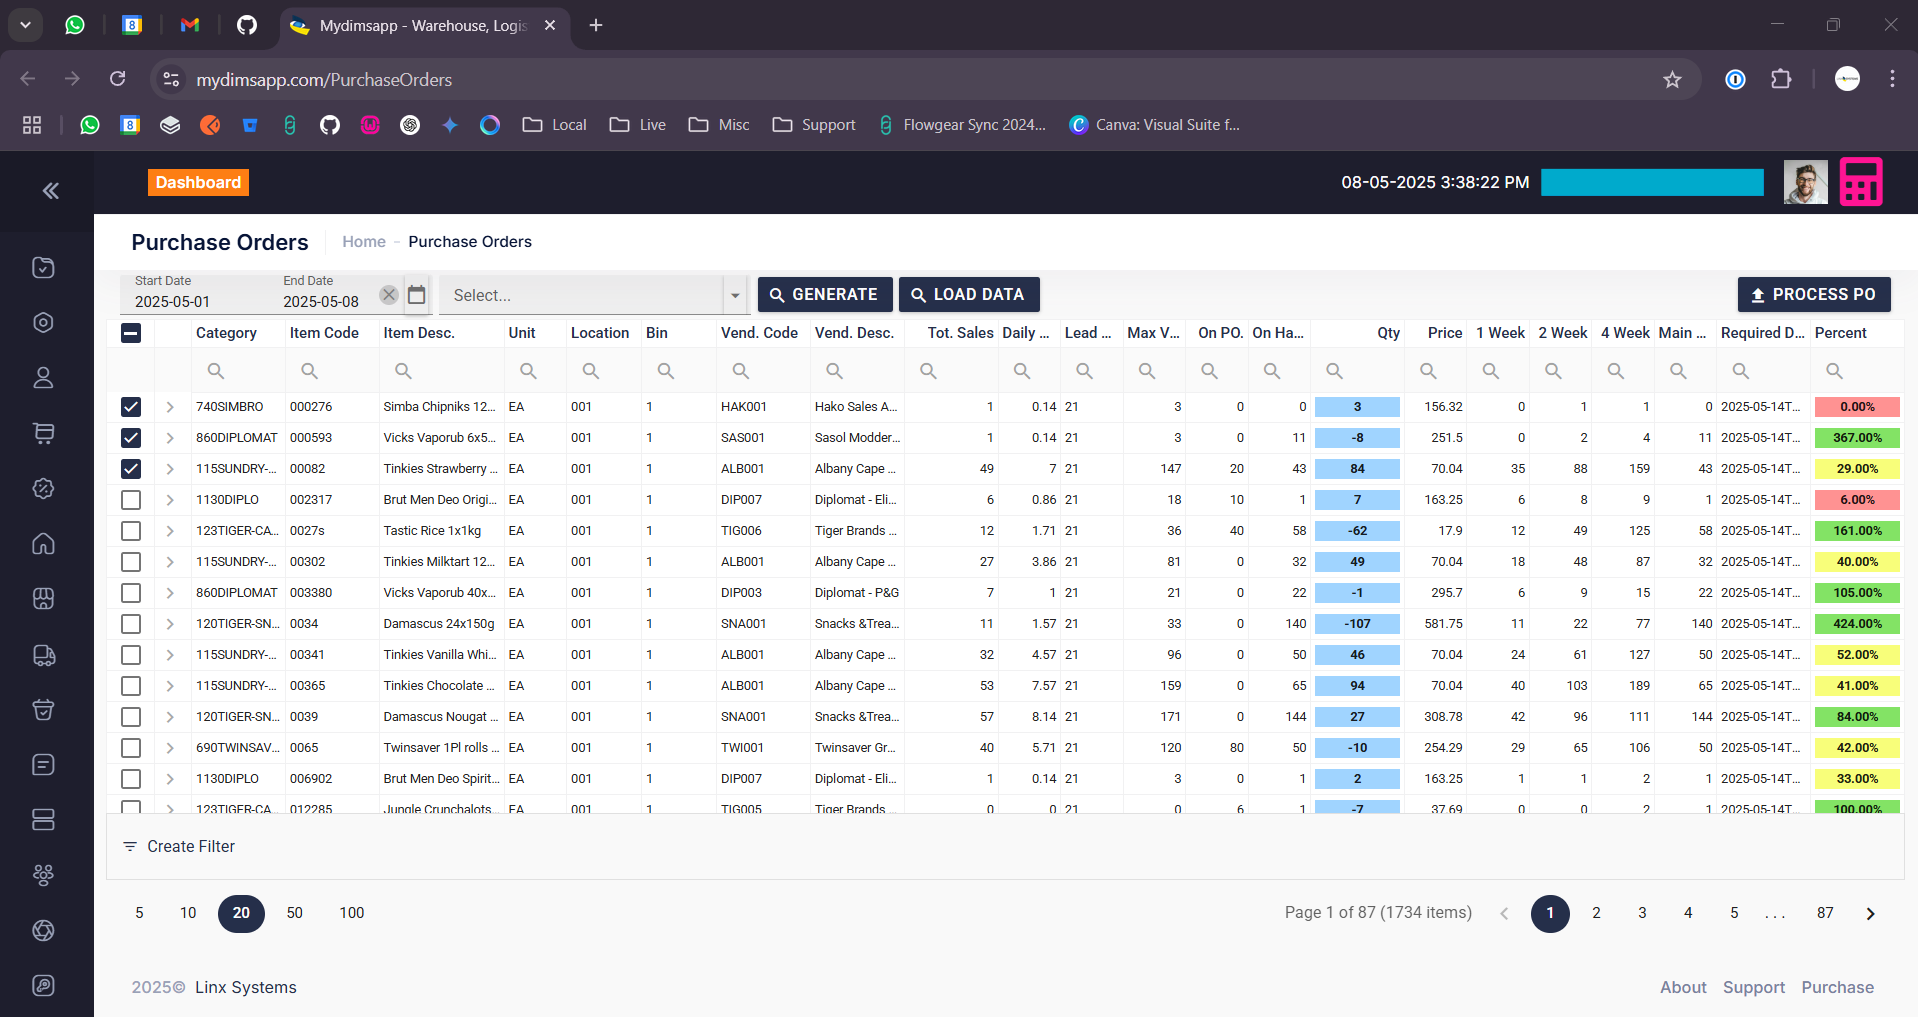 Mydimsapp - Warehouse, Logis
mydimsapp.com/PurchaseOrders
Local Live Misc Support Flowgear Sync 2024... Canva: Visual Suite f...
Dashboard 08-05-2025 3:38:22 PM
Purchase Orders Home - Purchase Orders
Start Date End Date
2025-05-01 2025-05-08 Select... GENERATE LOAD DATA PROCESS PO
Category Item Code Item Desc. Unit Location Bin Vend. Code Vend. Desc. Tot. Sales Daily ... Lead ... Max V... On PO. On Ha... Qty Price 1 Week 2 Week 4 Week Main ... Required D... Percent
740SIMBRO 000276 Simba Chipniks 12... EA 001 1 HAK001 Hako Sales A... 1 0.14 21 3 0 0 3 156.32 0 1 1 0 2025-05-14T... 0.00%
860DIPLOMAT 000593 Vicks Vaporub 6x5... EA 001 1 SAS001 Sasol Modder... 1 0.14 21 3 0 11 -8 251.5 0 2 4 11 2025-05-14T... 367.00%
115SUNDRY-... 00082 Tinkies Strawberry ... EA 001 1 ALB001 Albany Cape ... 49 7 21 147 20 43 84 70.04 35 88 159 43 2025-05-14T... 29.00%
1130DIPLO 002317 Brut Men Deo Origi... EA 001 1 DIP007 Diplomat - Eli... 6 0.86 21 18 10 1 7 163.25 6 8 9 1 2025-05-14T... 6.00%
123TIGER-CA... 0027s Tastic Rice 1x1kg EA 001 1 TIG006 Tiger Brands ... 12 1.71 21 36 40 58 -62 17.9 12 49 125 58 2025-05-14T... 161.00%
115SUNDRY-... 00302 Tinkies Milktart 12... EA 001 1 ALB001 Albany Cape ... 27 3.86 21 81 0 32 49 70.04 18 48 87 32 2025-05-14T... 40.00%
860DIPLOMAT 003380 Vicks Vaporub 40x... EA 001 1 DIP003 Diplomat - P&G 7 1 21 21 0 22 -1 295.7 6 9 15 22 2025-05-14T... 105.00%
120TIGER-SN... 0034 Damascus 24x150g EA 001 1 SNA001 Snacks &Trea... 11 1.57 21 33 0 140 -107 581.75 11 22 77 140 2025-05-14T... 424.00%
115SUNDRY-... 00341 Tinkies Vanilla Whi... EA 001 1 ALB001 Albany Cape ... 32 4.57 21 96 0 50 46 70.04 24 61 127 50 2025-05-14T... 52.00%
115SUNDRY-... 00365 Tinkies Chocolate ... EA 001 1 ALB001 Albany Cape ... 53 7.57 21 159 0 65 94 70.04 40 103 189 65 2025-05-14T... 41.00%
120TIGER-SN... 0039 Damascus Nougat ... EA 001 1 SNA001 Snacks &Trea... 57 8.14 21 171 0 144 27 308.78 42 96 111 144 2025-05-14T... 84.00%
690TWINSAV... 0065 Twinsaver 1Pl rolls ... EA 001 1 TWI001 Twinsaver Gr... 40 5.71 21 120 80 50 -10 254.29 29 65 106 50 2025-05-14T... 42.00%
1130DIPLO 006902 Brut Men Deo Spirit... EA 001 1 DIP007 Diplomat - Eli... 1 0.14 21 3 0 1 2 163.25 1 1 2 1 2025-05-14T... 33.00%
123TIGER-CA... 012285 Jungle Crunchalots... EA 001 1 TIG005 Tiger Brands ... 0 0 21 0 6 1 -7 37.69 0 0 2 1 2025-05-14T... 100.00%
Create Filter
5 10 20 50 100 Page 1 of 87 (1734 items) 1 2 3 4 5 ... 87
2025© Linx Systems About Support Purchase